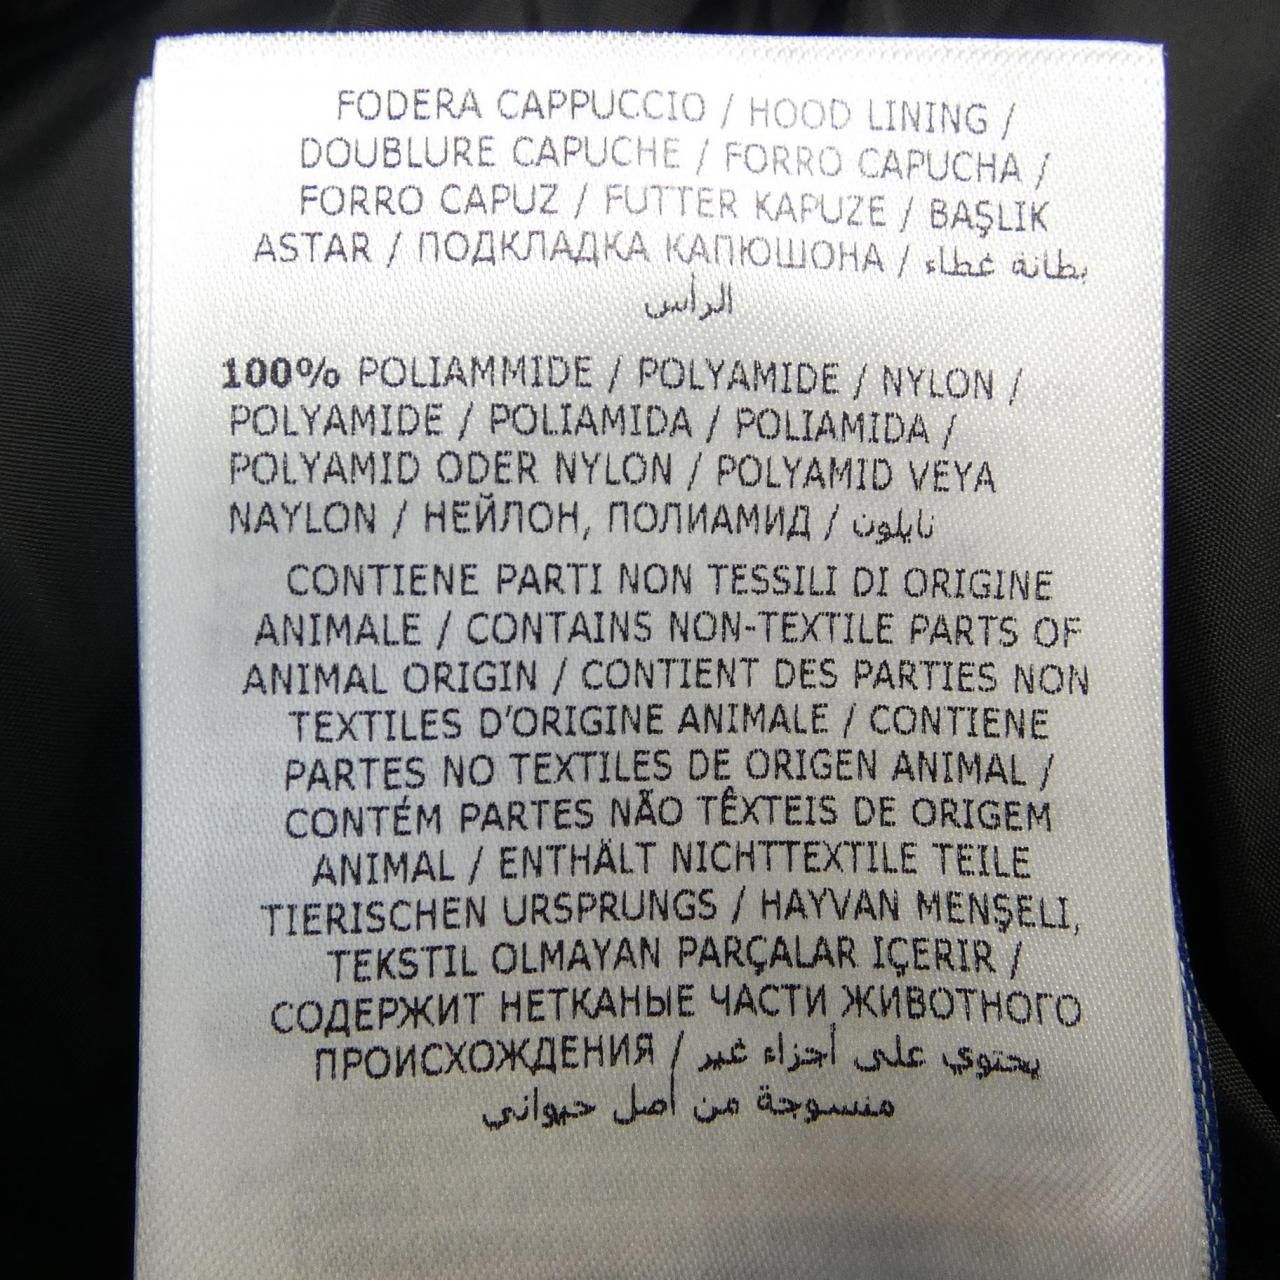 FODERA CAPPUCCIO / HOOD LINING /
DOUBLURE CAPUCHE / FORRO CAPUCHA /
FORRO CAPUZ / FUTTER KAPUZE / BAŞLIK
ASTAR / ПОДКЛАДКА КАПЮШОНА / بطانة غطاء
الرأس
100% POLIAMMIDE / POLYAMIDE / NYLON /
POLYAMIDE / POLIAMIDA / POLIAMIDA /
POLYAMID ODER NYLON / POLYAMID VEYA
NAYLON / НЕЙЛОН, ПОЛИАМИД / نايلون
CONTIENE PARTI NON TESSILI DI ORIGINE
ANIMALE / CONTAINS NON-TEXTILE PARTS OF
ANIMAL ORIGIN / CONTIENT DES PARTIES NON
TEXTILES D'ORIGINE ANIMALE / CONTIENE
PARTES NO TEXTILES DE ORIGEN ANIMAL /
CONTÉM PARTES NÃO TÊXTEIS DE ORIGEM
ANIMAL / ENTHÄLT NICHTTEXTILE TEILE
TIERISCHEN URSPRUNGS / HAYVAN MENŞELI,
TEKSTIL OLMAYAN PARÇALAR IÇERIR /
СОДЕРЖИТ НЕТКАНЫЕ ЧАСТИ ЖИВОТНОГО
ПРОИСХОЖДЕНИЯ / يحتوي على أجزاء غير
منسوجة من أصل حيواني